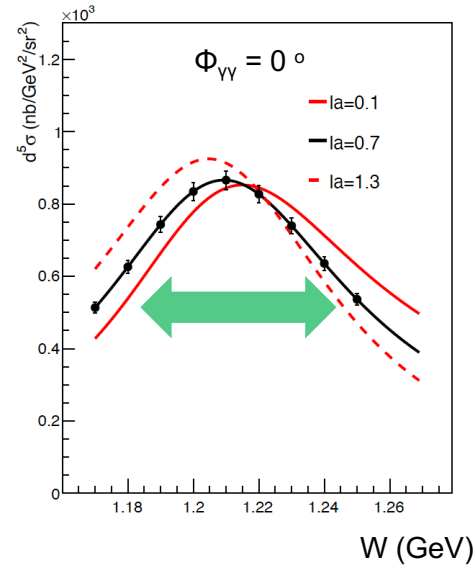 ×10³
d⁵σ (nb/GeV²/sr²)
Φγγ = 0 º
la=0.1
la=0.7
la=1.3
1.2
1
0.8
0.6
0.4
0.2
0
1.18 1.2 1.22 1.24 1.26
W (GeV)